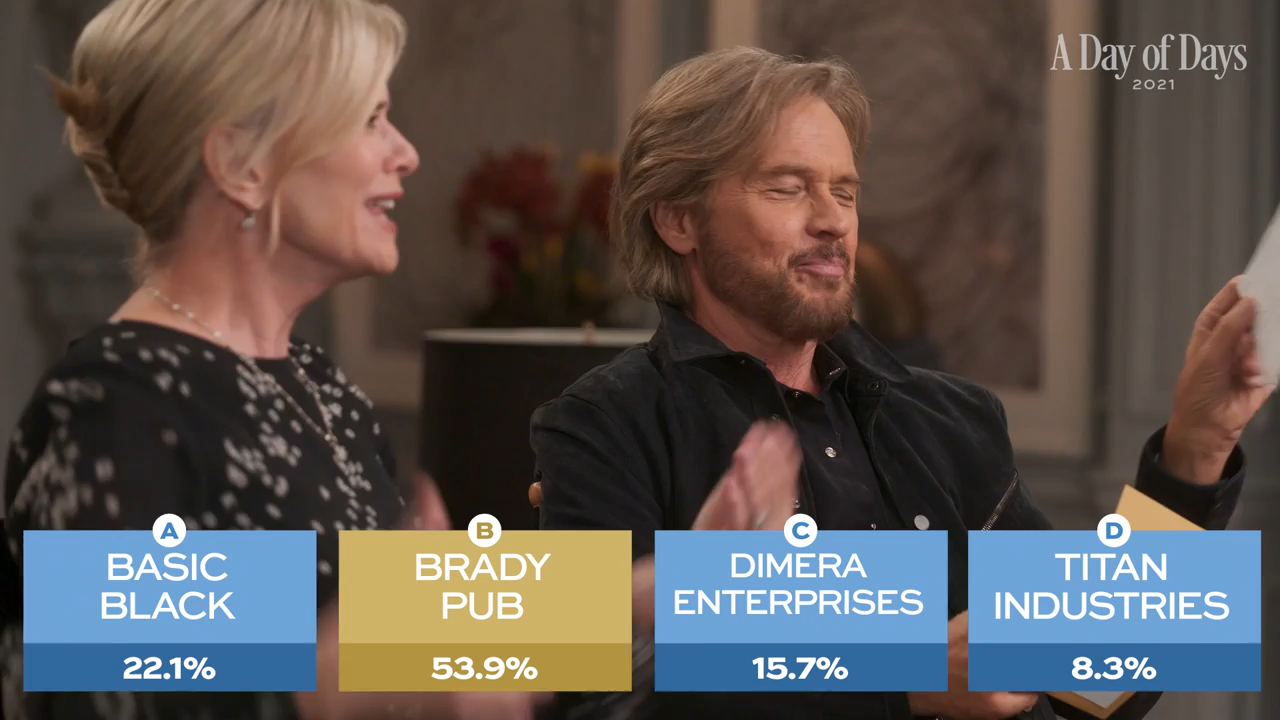 A Day of Days
2021
A
BASIC
BLACK
22.1%
B
BRADY
PUB
53.9%
C
DIMERA
ENTERPRISES
15.7%
D
TITAN
INDUSTRIES
8.3%